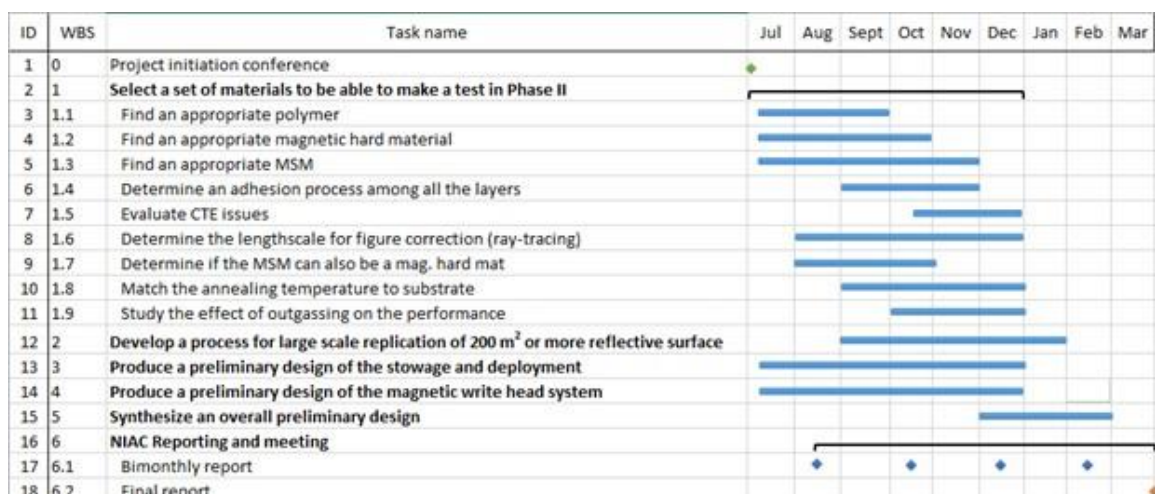 ID WBS Task name Jul Aug Sept Oct Nov Dec Jan Feb Mar
1 0 Project initiation conference
2 1 Select a set of materials to be able to make a test in Phase II
3 1.1 Find an appropriate polymer
4 1.2 Find an appropriate magnetic hard material
5 1.3 Find an appropriate MSM
6 1.4 Determine an adhesion process among all the layers
7 1.5 Evaluate CTE issues
8 1.6 Determine the lengthscale for figure correction (ray-tracing)
9 1.7 Determine if the MSM can also be a mag. hard mat
10 1.8 Match the annealing temperature to substrate
11 1.9 Study the effect of outgassing on the performance
12 2 Develop a process for large scale replication of 200 m² or more reflective surface
13 3 Produce a preliminary design of the stowage and deployment
14 4 Produce a preliminary design of the magnetic write head system
15 5 Synthesize an overall preliminary design
16 6 NIAC Reporting and meeting
17 6.1 Bimonthly report
18 6.2 Final report